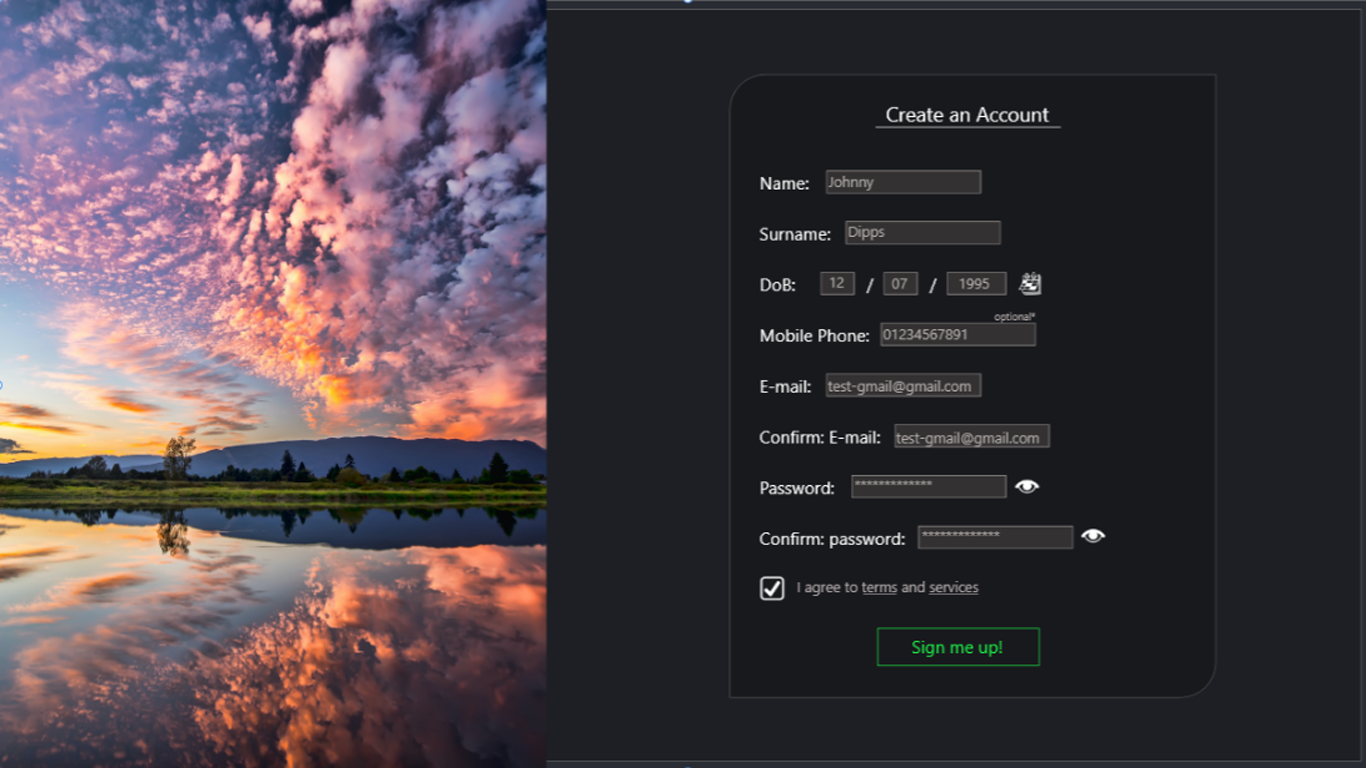 Create an Account
Name: Johnny
Surname: Dipps
DoB: 12 / 07 / 1995
optional*
Mobile Phone: 01234567891
E-mail: test-gmail@gmail.com
Confirm: E-mail: test-gmail@gmail.com
Password: *************
Confirm: password: *************
I agree to terms and services
Sign me up!